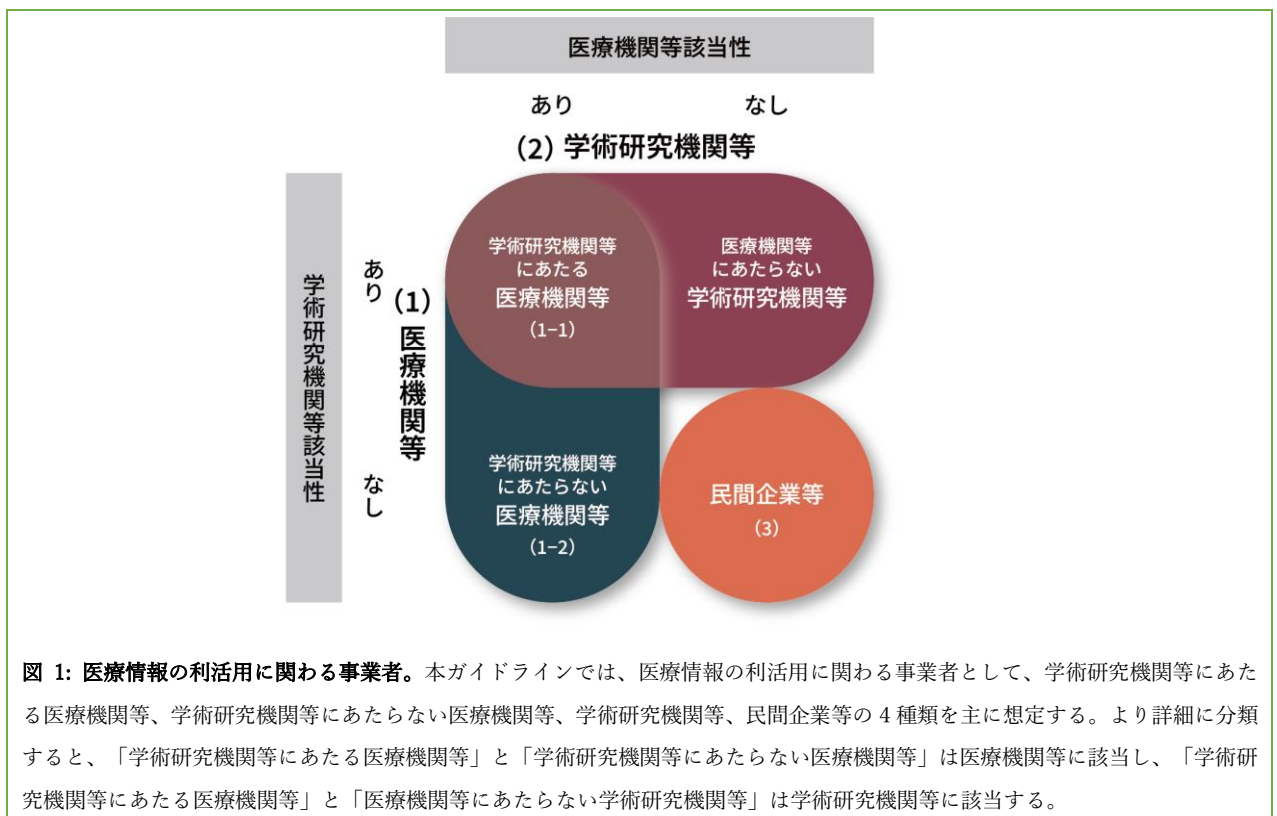 医療機関等該当性
あり
なし
(2) 学術研究機関等
学術研究機関等該当性
あり
なし
(1) 医療機関等
学術研究機関等
にあたる
医療機関等
(1−1)
医療機関等
にあたらない
学術研究機関等
学術研究機関等
にあたらない
医療機関等
(1−2)
民間企業等
(3)
図 1: 医療情報の利活用に関わる事業者。本ガイドラインでは、医療情報の利活用に関わる事業者として、学術研究機関等にあた
る医療機関等、学術研究機関等にあたらない医療機関等、学術研究機関等、民間企業等の 4 種類を主に想定する。より詳細に分類
すると、「学術研究機関等にあたる医療機関等」と「学術研究機関等にあたらない医療機関等」は医療機関等に該当し、「学術研
究機関等にあたる医療機関等」と「医療機関等にあたらない学術研究機関等」は学術研究機関等に該当する。